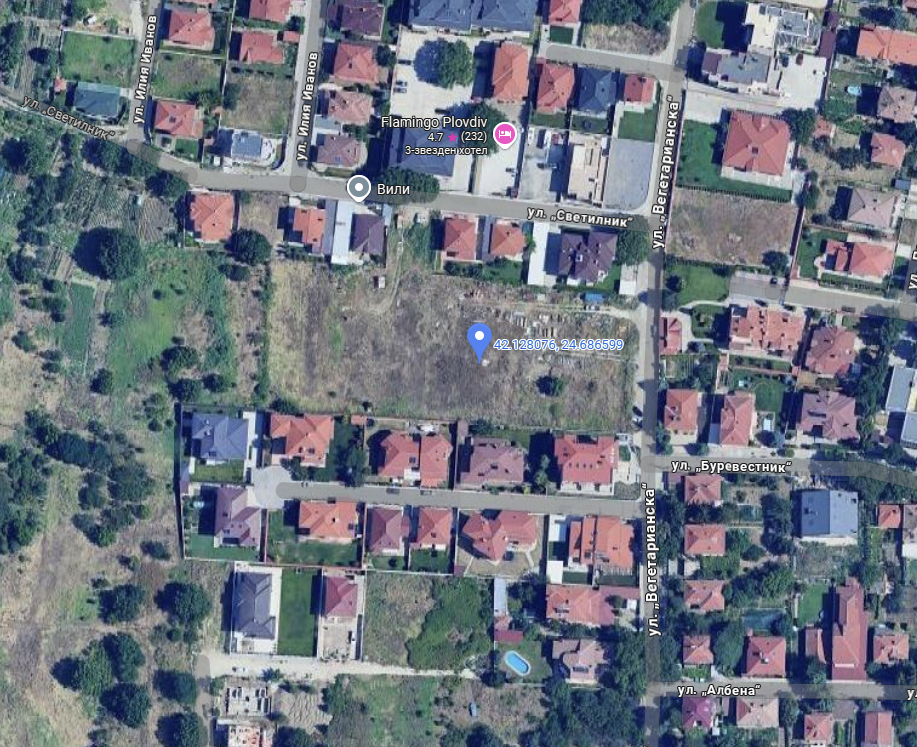 ул. Илия Иванов
ул. Илия Иванов
ул. „Светилник“
Flamingo Plovdiv
4.7 ★ (232)
3-звезден хотел
ул. „Вегетарианска“
Вили
ул. „Светилник“
42.128076, 24.686599
ул. „Буревестник“
ул. „Вегетарианска“
ул. „Албена“